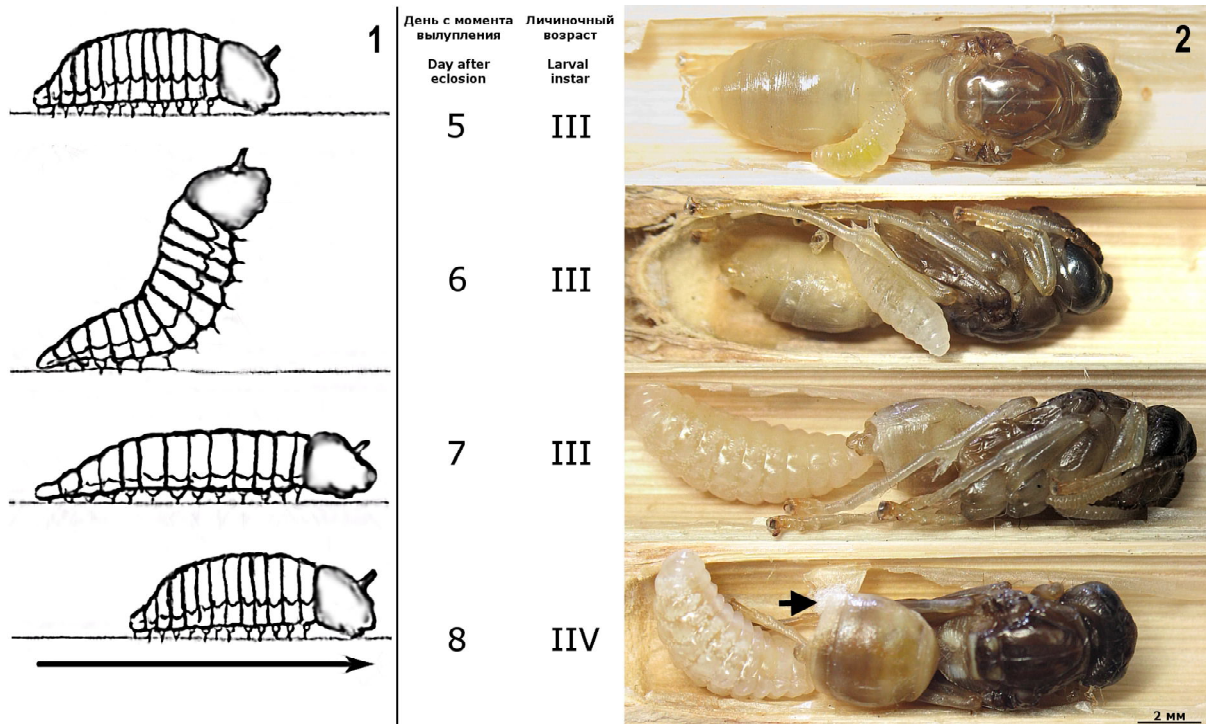 1
День с момента
вылупления
Личиночный
возраст
Day after
eclosion
Larval
instar
5
III
6
III
7
III
8
IIV
2
2 мм